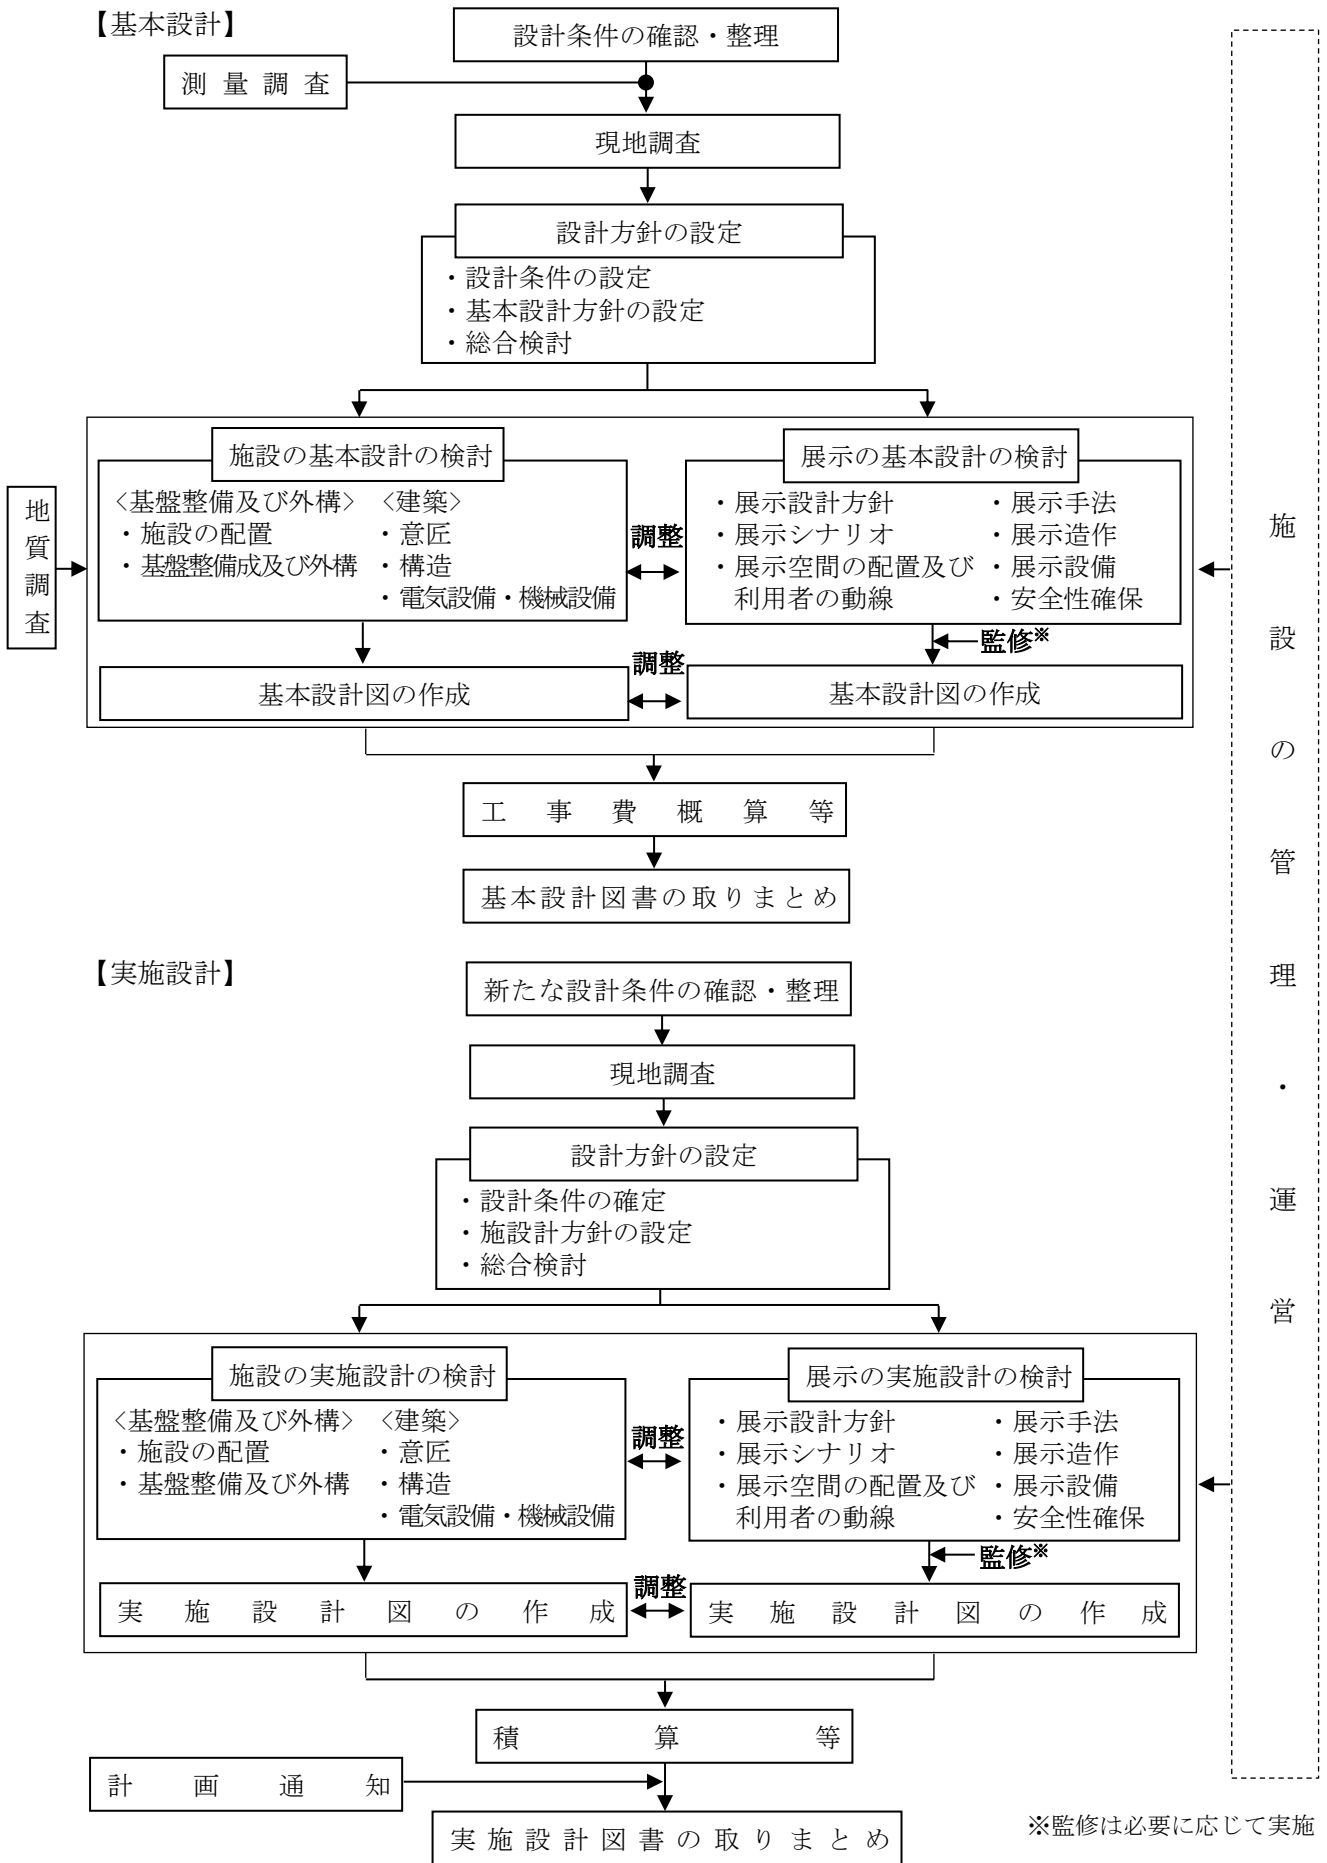 【基本設計】
設計条件の確認・整理
測量調査
現地調査
設計方針の設定
・設計条件の設定
・基本設計方針の設定
・総合検討
施設の基本設計の検討
<基盤整備及び外構>
・施設の配置
・基盤整備成及び外構
<建築>
・意匠
・構造
・電気設備・機械設備
調整
展示の基本設計の検討
・展示設計方針
・展示シナリオ
・展示空間の配置及び
利用者の動線
・展示手法
・展示造作
・展示設備
・安全性確保
地質調査
監修※
基本設計図の作成
調整
基本設計図の作成
工事費概算等
基本設計図書の取りまとめ
【実施設計】
新たな設計条件の確認・整理
現地調査
設計方針の設定
・設計条件の確定
・施設計方針の設定
・総合検討
施設の実施設計の検討
<基盤整備及び外構>
・施設の配置
・基盤整備及び外構
<建築>
・意匠
・構造
・電気設備・機械設備
調整
展示の実施設計の検討
・展示設計方針
・展示シナリオ
・展示空間の配置及び
利用者の動線
・展示手法
・展示造作
・展示設備
・安全性確保
監修※
実施設計図の作成
調整
実施設計図の作成
積算等
計画通知
実施設計図書の取りまとめ
施設の管理・運営
※監修は必要に応じて実施